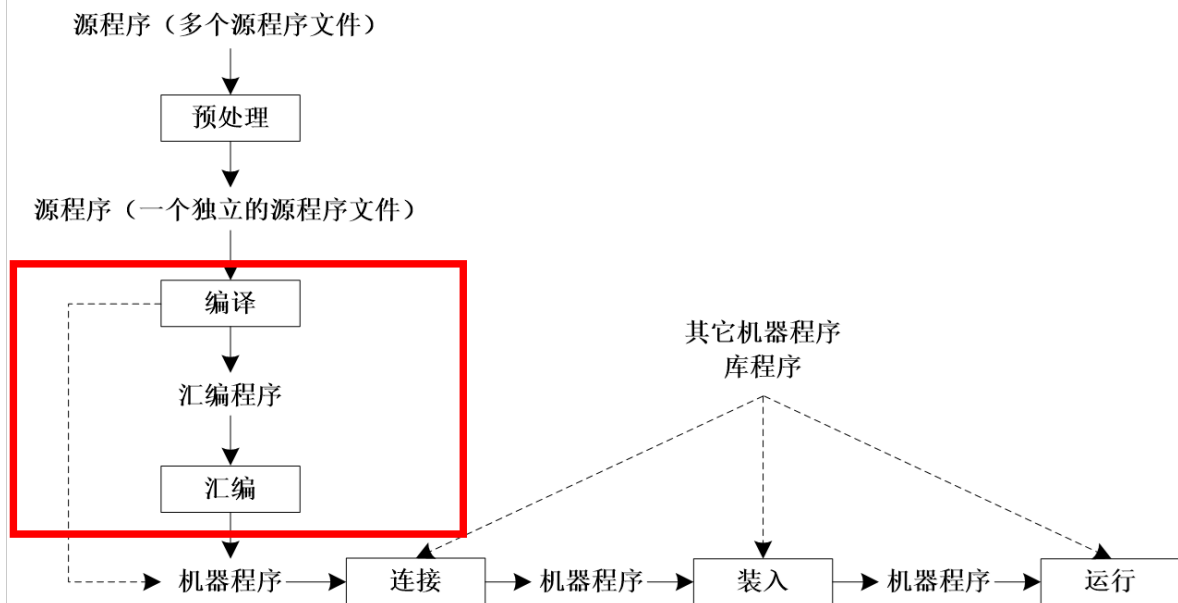 源程序（多个源程序文件）
预处理
源程序（一个独立的源程序文件）
编译
其它机器程序
库程序
汇编程序
汇编
机器程序
连接
机器程序
装入
机器程序
运行